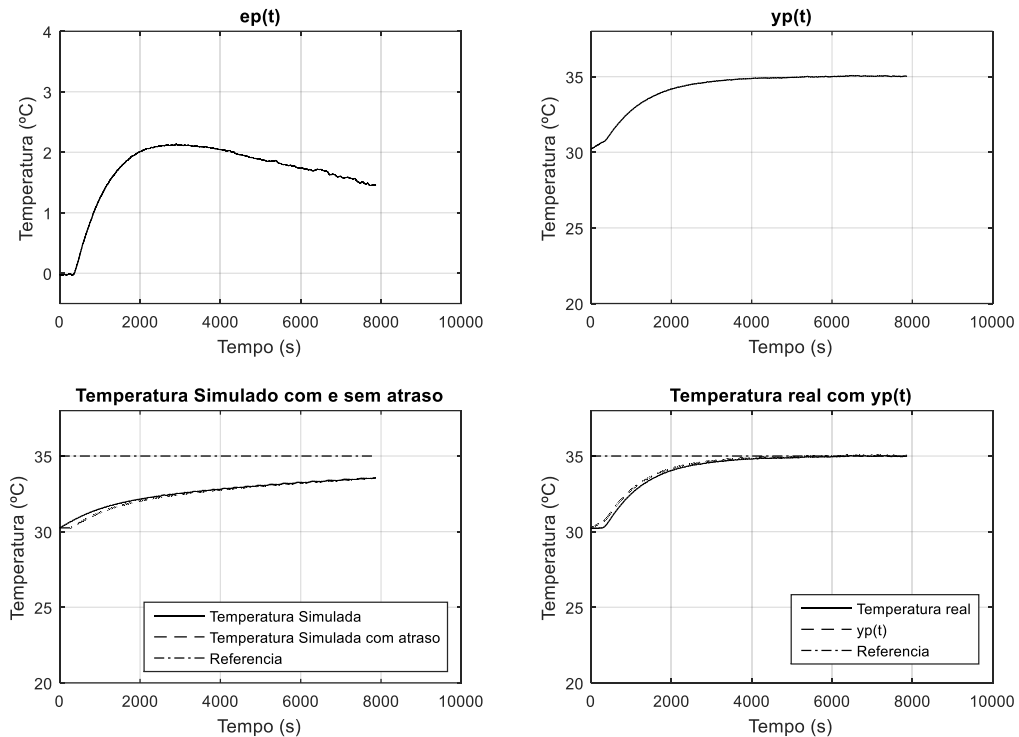 ep(t)
Temperatura (ºC)
4
3
2
1
0
0 2000 4000 6000 8000 10000
Tempo (s)
yp(t)
Temperatura (ºC)
35
30
25
20
0 2000 4000 6000 8000 10000
Tempo (s)
Temperatura Simulado com e sem atraso
Temperatura (ºC)
35
30
25
20
Temperatura Simulada
Temperatura Simulada com atraso
Referencia
0 2000 4000 6000 8000 10000
Tempo (s)
Temperatura real com yp(t)
Temperatura (ºC)
35
30
25
20
Temperatura real
yp(t)
Referencia
0 2000 4000 6000 8000 10000
Tempo (s)